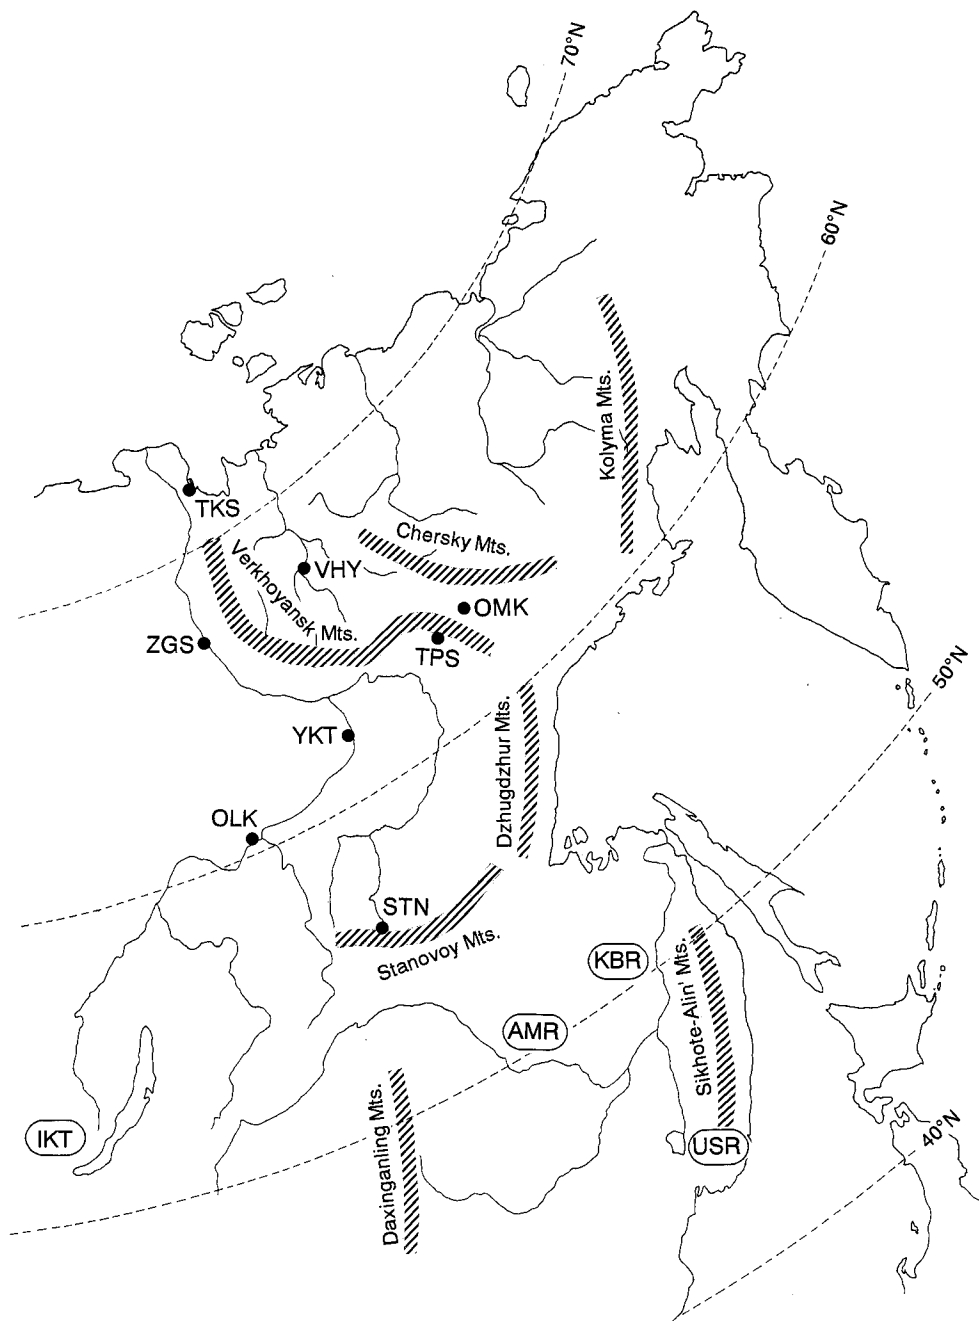 70°N
60°N
Kolyma Mts.
TKS
Chersky Mts.
Verkhoyansk Mts.
VHY
OMK
ZGS
TPS
50°N
YKT
Dzhugdzhur Mts.
OLK
STN
Stanovoy Mts.
KBR
Sikhote-Alin' Mts.
AMR
Daxinganling Mts.
IKT
USR
40°N